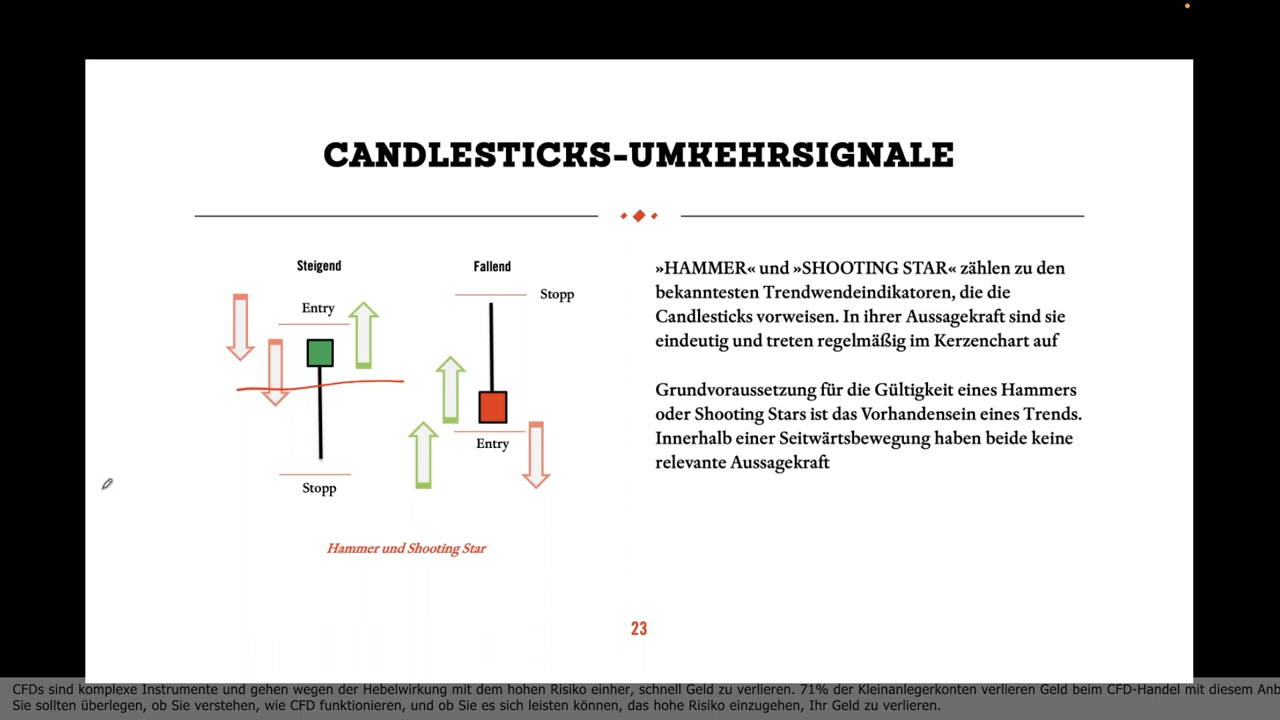 CANDLESTICKS-UMKEHRSIGNALE
Steigend
Fallend
Entry
Stopp
Stopp
Entry
Hammer und Shooting Star
»HAMMER« und »SHOOTING STAR« zählen zu den
bekanntesten Trendwendeindikatoren, die die
Candlesticks vorweisen. In ihrer Aussagekraft sind sie
eindeutig und treten regelmäßig im Kerzenchart auf
Grundvoraussetzung für die Gültigkeit eines Hammers
oder Shooting Stars ist das Vorhandensein eines Trends.
Innerhalb einer Seitwärtsbewegung haben beide keine
relevante Aussagekraft
23
CFDs sind komplexe Instrumente und gehen wegen der Hebelwirkung mit dem hohen Risiko einher, schnell Geld zu verlieren. 71% der Kleinanlegerkonten verlieren Geld beim CFD-Handel mit diesem Anb
Sie sollten überlegen, ob Sie verstehen, wie CFD funktionieren, und ob Sie es sich leisten können, das hohe Risiko einzugehen, Ihr Geld zu verlieren.